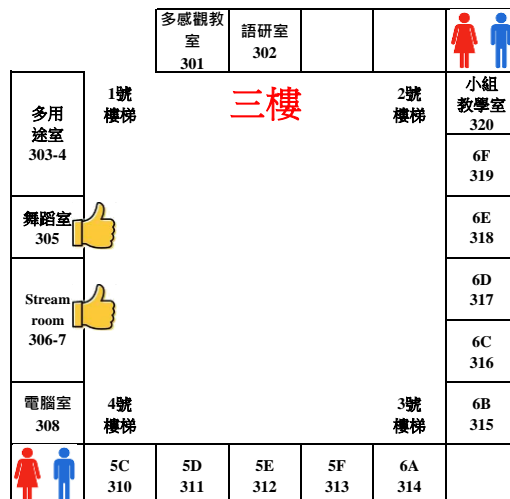 多感觀教
室
301
語研室
302
1號
樓梯
三樓
2號
樓梯
小組
教學室
320
多用
途室
303-4
6F
319
舞蹈室
305
6E
318
Stream
room
306-7
6D
317
6C
316
電腦室
308
4號
樓梯
3號
樓梯
6B
315
5C
310
5D
311
5E
312
5F
313
6A
314